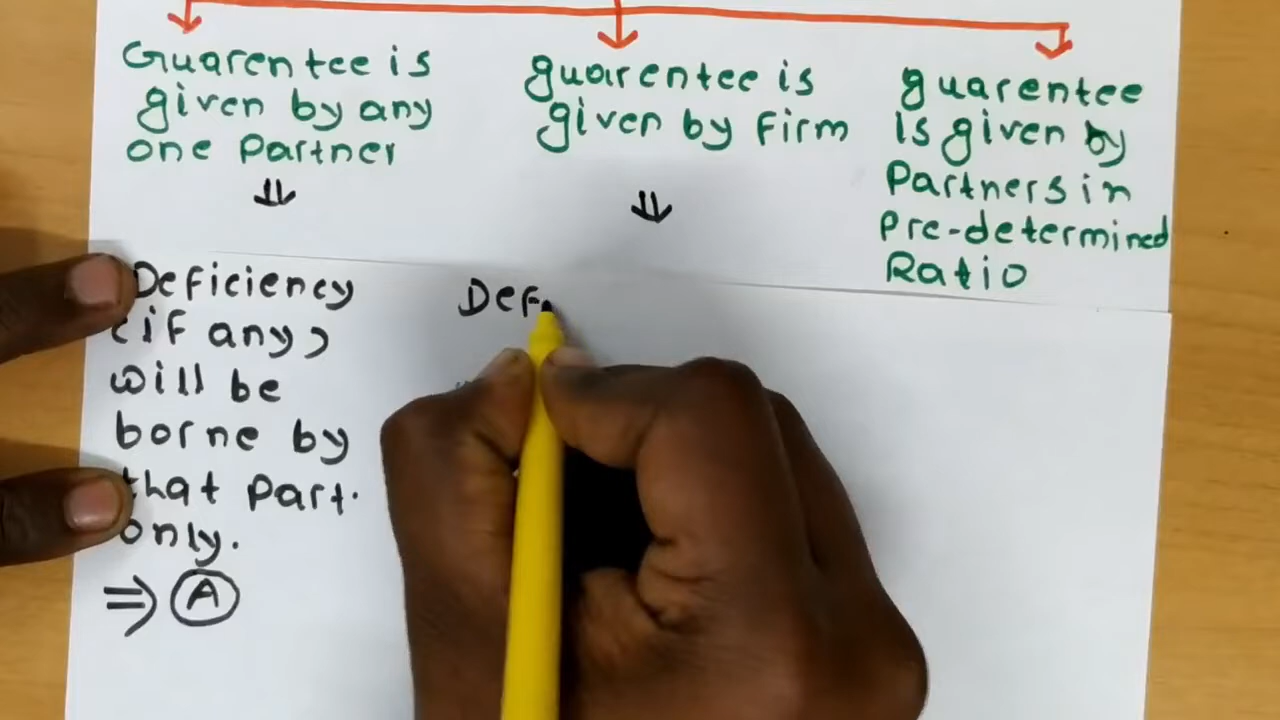 Guarentee is
given by any
one Partner
guarentee is
given by Firm
guarentee
is given by
Partners in
Pre-determined
Ratio
Deficiency
(if any)
will be
borne by
that Part.
only.
⇒ A
Def